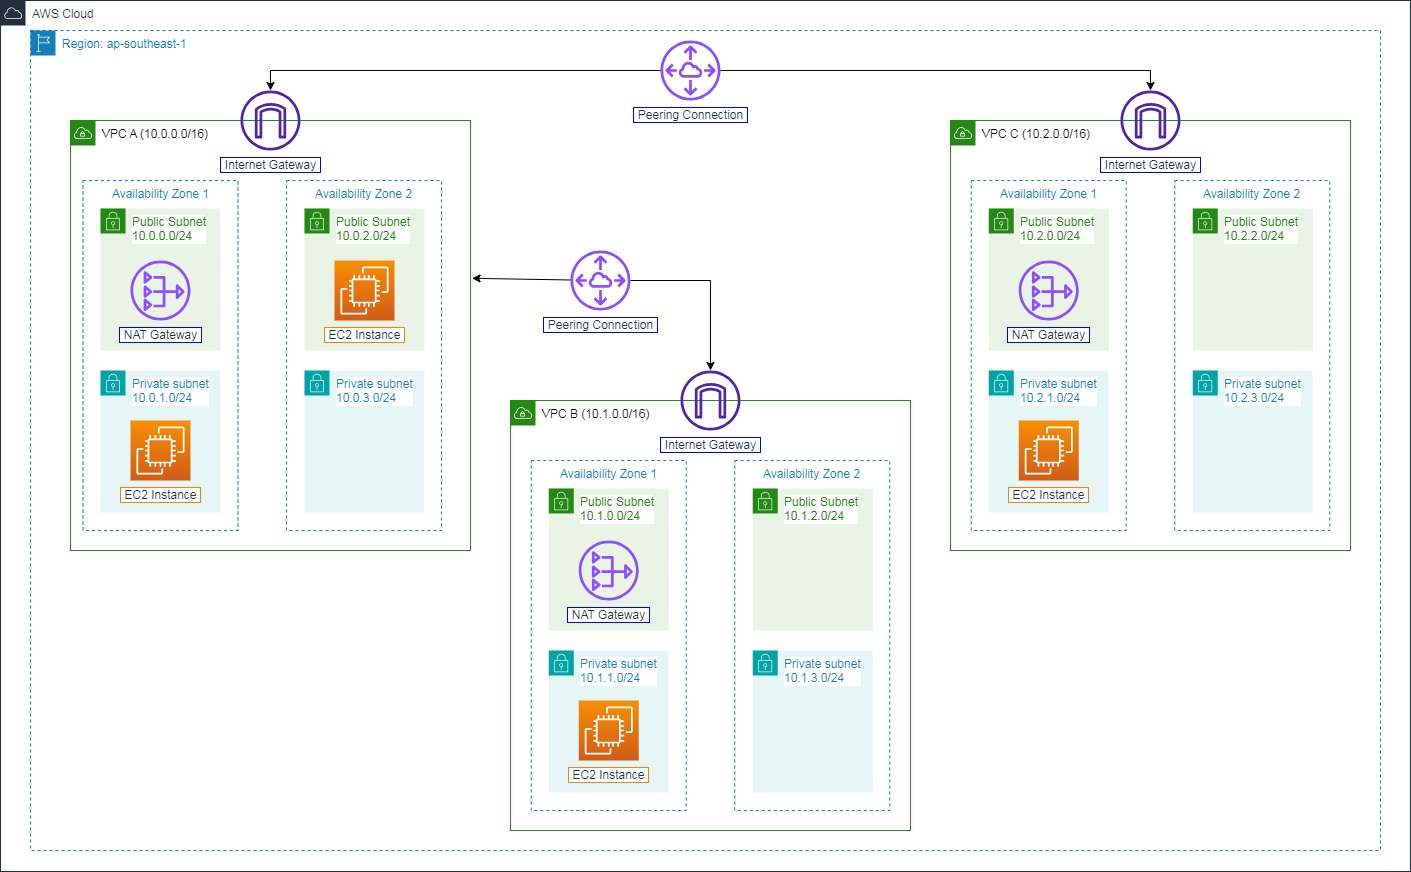 AWS Cloud
Region: ap-southeast-1
Peering Connection
VPC A (10.0.0.0/16)
Internet Gateway
Availability Zone 1
Public Subnet
10.0.0.0/24
NAT Gateway
Private subnet
10.0.1.0/24
EC2 Instance
Availability Zone 2
Public Subnet
10.0.2.0/24
EC2 Instance
Private subnet
10.0.3.0/24
Peering Connection
VPC B (10.1.0.0/16)
Internet Gateway
Availability Zone 1
Public Subnet
10.1.0.0/24
NAT Gateway
Private subnet
10.1.1.0/24
EC2 Instance
Availability Zone 2
Public Subnet
10.1.2.0/24
Private subnet
10.1.3.0/24
VPC C (10.2.0.0/16)
Internet Gateway
Availability Zone 1
Public Subnet
10.2.0.0/24
NAT Gateway
Private subnet
10.2.1.0/24
EC2 Instance
Availability Zone 2
Public Subnet
10.2.2.0/24
Private subnet
10.2.3.0/24